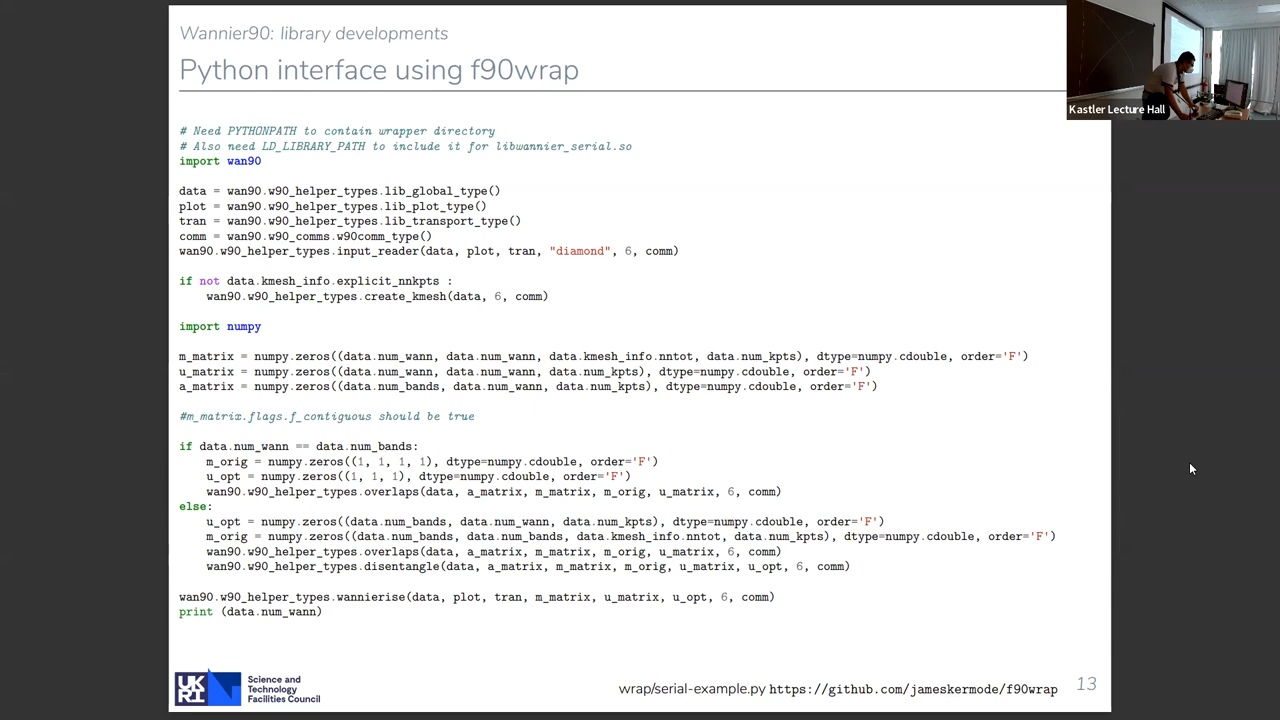 Wannier90: library developments
Python interface using f90wrap
Kastler Lecture Hall
# Need PYTHONPATH to contain wrapper directory
# Also need LD_LIBRARY_PATH to include it for libwannier_serial.so
import wan90
data = wan90.w90_helper_types.lib_global_type()
plot = wan90.w90_helper_types.lib_plot_type()
tran = wan90.w90_helper_types.lib_transport_type()
comm = wan90.w90_comms.w90comm_type()
wan90.w90_helper_types.input_reader(data, plot, tran, "diamond", 6, comm)
if not data.kmesh_info.explicit_nnkpts :
    wan90.w90_helper_types.create_kmesh(data, 6, comm)
import numpy
m_matrix = numpy.zeros((data.num_wann, data.num_wann, data.kmesh_info.nntot, data.num_kpts), dtype=numpy.cdouble, order='F')
u_matrix = numpy.zeros((data.num_wann, data.num_wann, data.num_kpts), dtype=numpy.cdouble, order='F')
a_matrix = numpy.zeros((data.num_bands, data.num_wann, data.num_kpts), dtype=numpy.cdouble, order='F')
#m_matrix.flags.f_contiguous should be true
if data.num_wann == data.num_bands:
    m_orig = numpy.zeros((1, 1, 1, 1), dtype=numpy.cdouble, order='F')
    u_opt = numpy.zeros((1, 1, 1), dtype=numpy.cdouble, order='F')
    wan90.w90_helper_types.overlaps(data, a_matrix, m_matrix, m_orig, u_matrix, 6, comm)
else:
    u_opt = numpy.zeros((data.num_bands, data.num_wann, data.num_kpts), dtype=numpy.cdouble, order='F')
    m_orig = numpy.zeros((data.num_bands, data.num_bands, data.kmesh_info.nntot, data.num_kpts), dtype=numpy.cdouble, order='F')
    wan90.w90_helper_types.overlaps(data, a_matrix, m_matrix, m_orig, u_matrix, 6, comm)
    wan90.w90_helper_types.disentangle(data, a_matrix, m_matrix, m_orig, u_matrix, u_opt, 6, comm)
wan90.w90_helper_types.wannierise(data, plot, tran, m_matrix, u_matrix, u_opt, 6, comm)
print (data.num_wann)
UKRI
Science and
Technology
Facilities Council
wrap/serial-example.py https://github.com/jameskermode/f90wrap
13